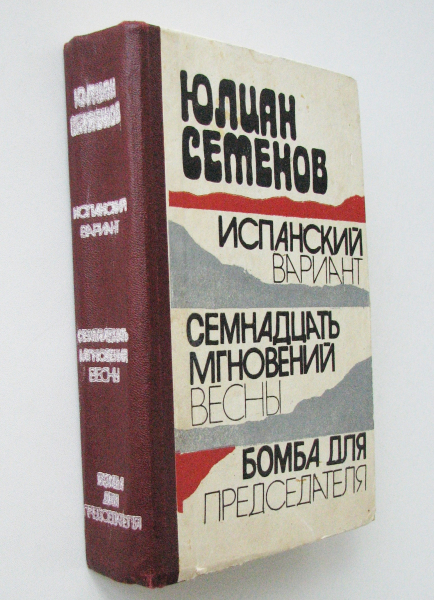 ЮЛИАН
СЕМЕНОВ
ИСПАНСКИЙ
ВАРИАНТ
СЕМНАДЦАТЬ
МГНОВЕНИЙ
ВЕСНЫ
БОМБА ДЛЯ
ПРЕДСЕДАТЕЛЯ
ЮЛИАН
СЕМЕНОВ
ИСПАНСКИЙ
ВАРИАНТ
СЕМНАДЦАТЬ
МГНОВЕНИЙ
ВЕСНЫ
БОМБА
ДЛЯ
ПРЕДСЕДАТЕЛЯ